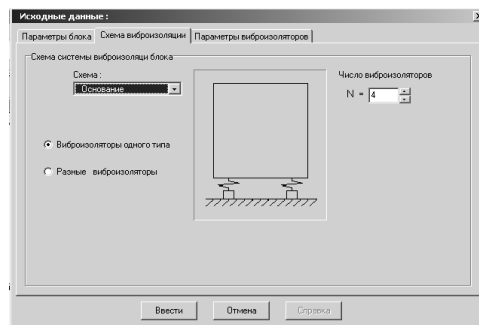 Исходные данные :
Параметры блока Схема виброизоляции Параметры виброизоляторов
Схема системы виброизоляци блока
Схема :
Основание
Число виброизоляторов
N = 4
Виброизоляторы одного типа
Разные виброизоляторы
Ввести Отмена Справка